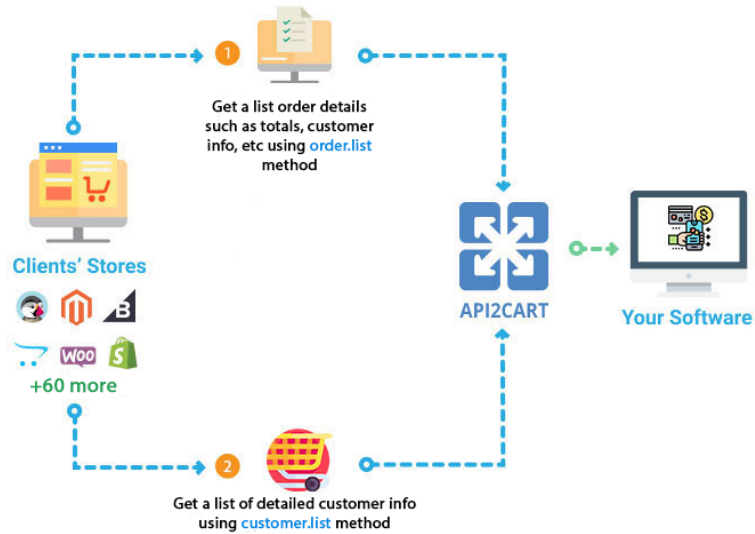 1
Get a list order details
such as totals, customer
info, etc using order.list
method
Clients’ Stores
B
WOO
S
+60 more
API2CART
Your Software
$
2
Get a list of detailed customer info
using customer.list method